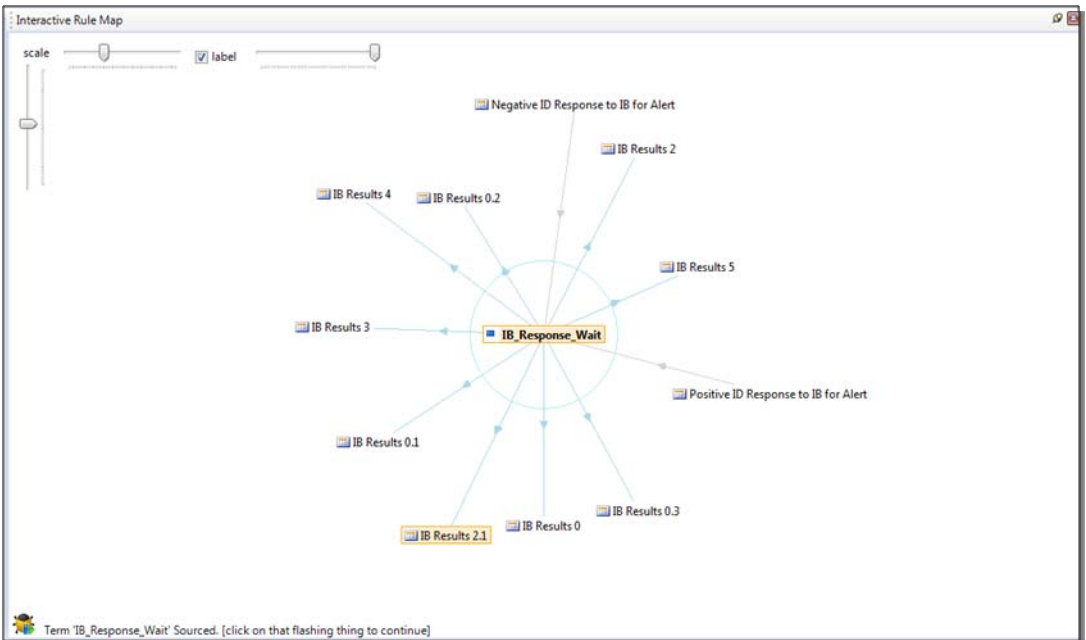 Interactive Rule Map
scale
label
Negative ID Response to IB for Alert
IB Results 2
IB Results 4
IB Results 0.2
IB Results 5
IB Results 3
IB_Response_Wait
Positive ID Response to IB for Alert
IB Results 0.1
IB Results 0.3
IB Results 0
IB Results 2.1
Term 'IB_Response_Wait' Sourced. [click on that flashing thing to continue]